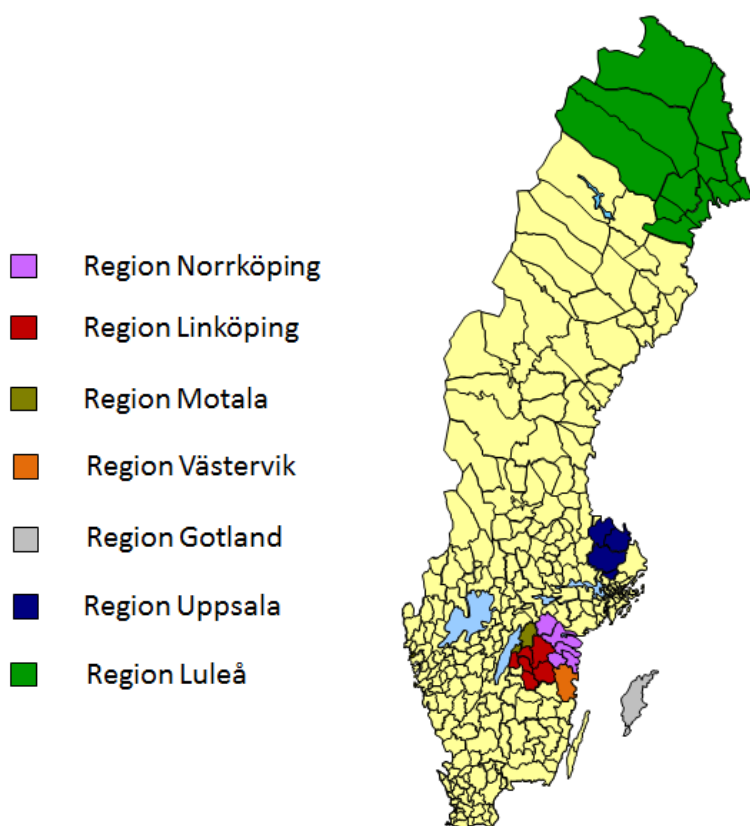 Region Norrköping
Region Linköping
Region Motala
Region Västervik
Region Gotland
Region Uppsala
Region Luleå